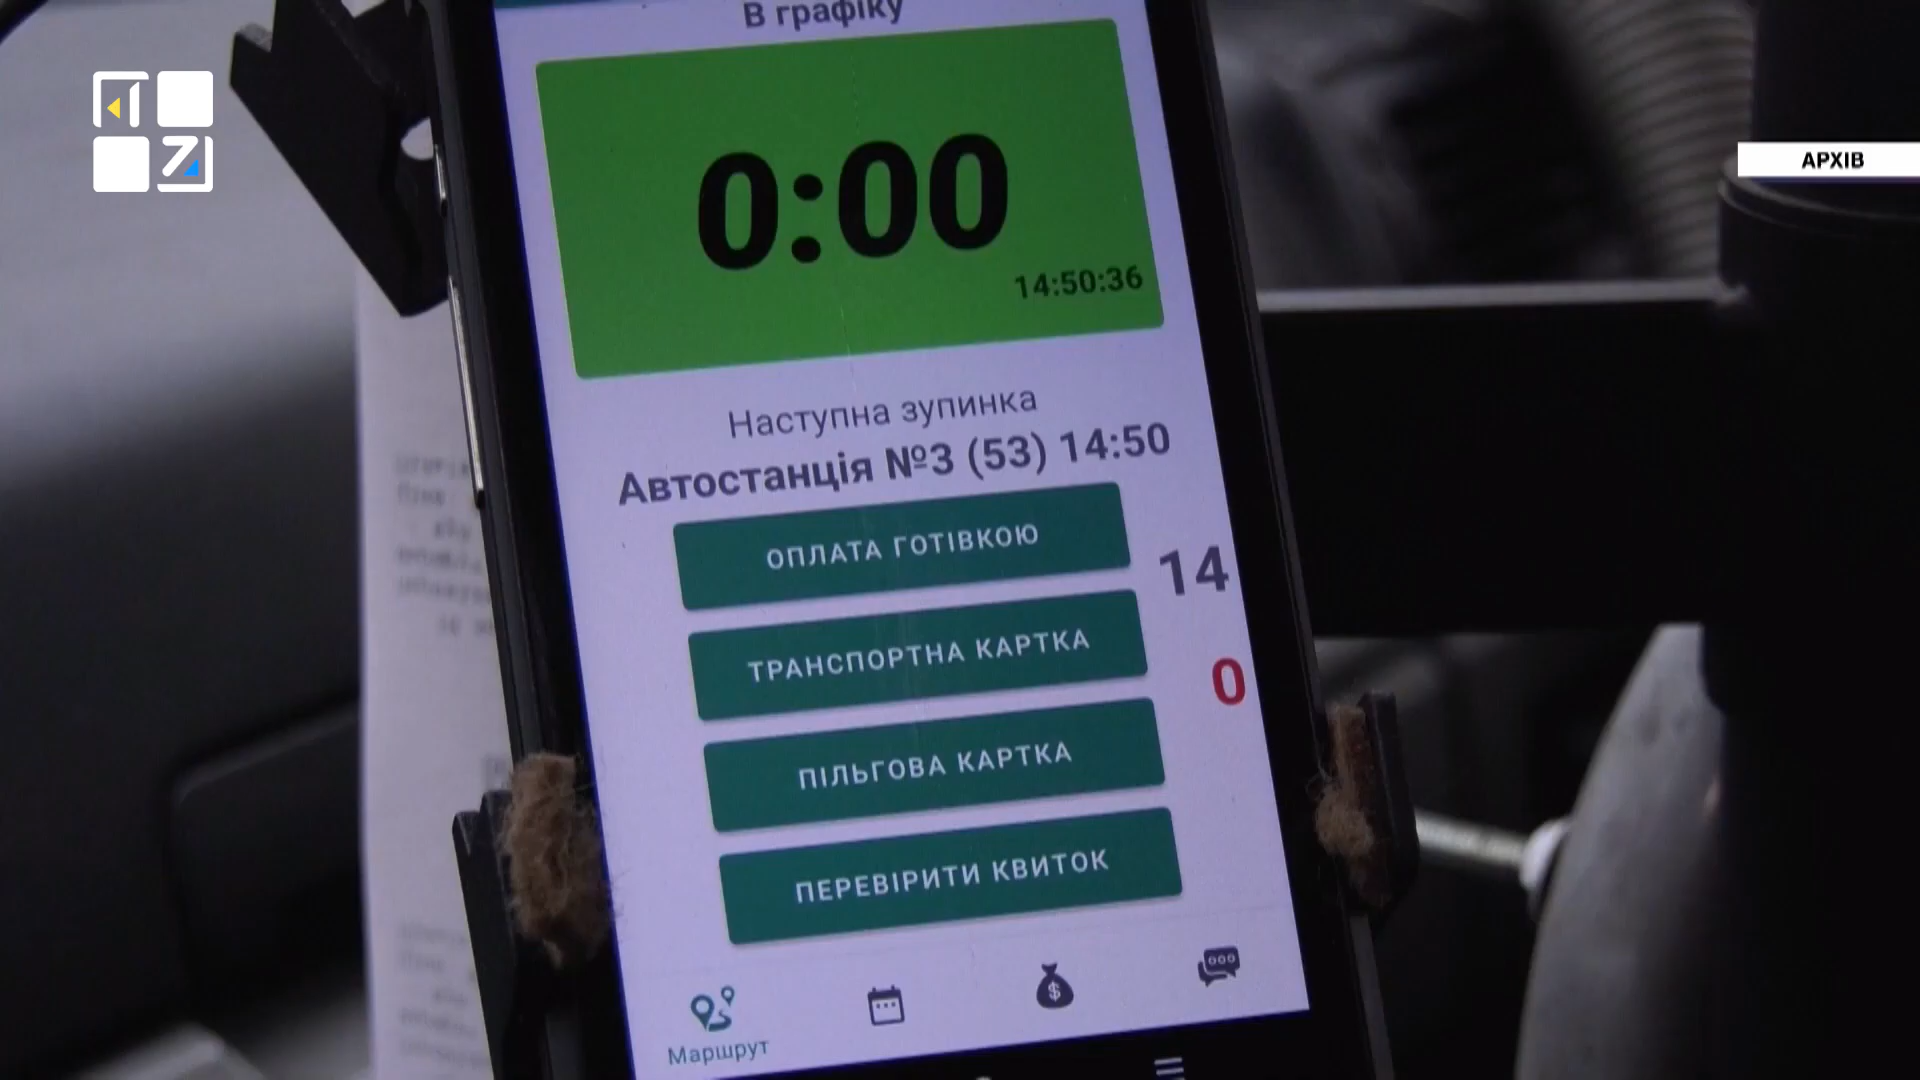 В графіку
АРХІВ
0:00
14:50:36
Наступна зупинка
Автостанція №3 (53) 14:50
ОПЛАТА ГОТІВКОЮ
14
ТРАНСПОРТНА КАРТКА
0
ПІЛЬГОВА КАРТКА
ПЕРЕВІРИТИ КВИТОК
Маршрут